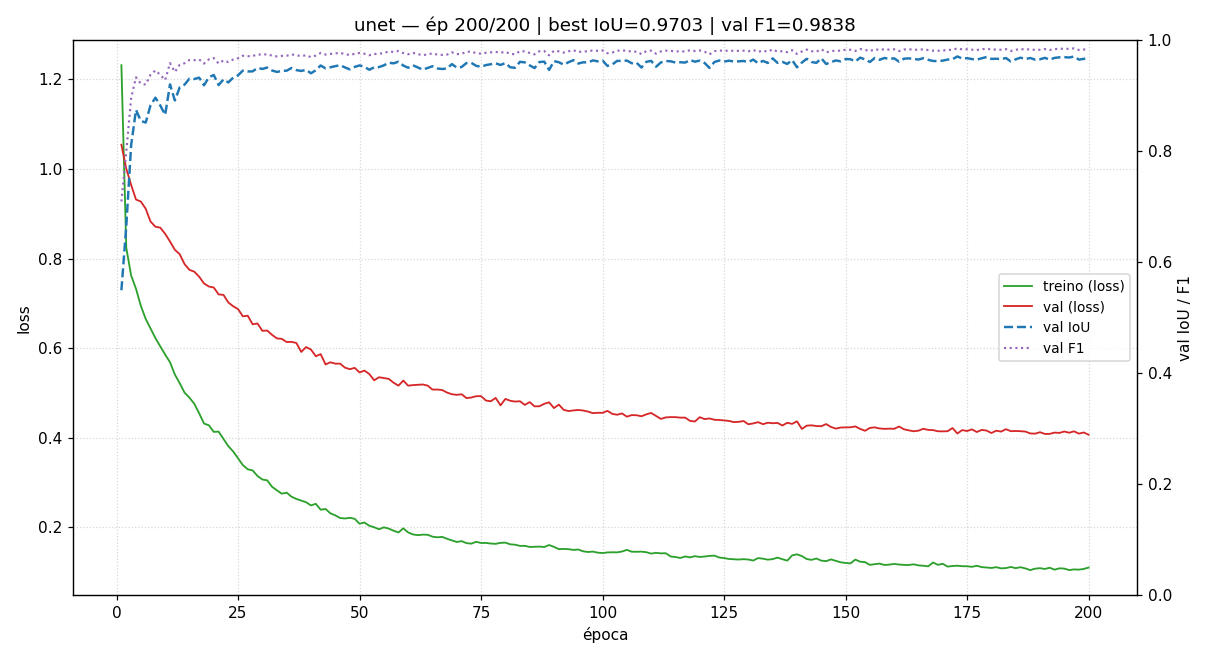 unet — ép 200/200 | best IoU=0.9703 | val F1=0.9838
1.2
1.0
0.8
0.6
0.4
0.2
loss
1.0
0.8
0.6
0.4
0.2
0.0
val IoU / F1
treino (loss)
val (loss)
val IoU
val F1
0 25 50 75 100 125 150 175 200
época